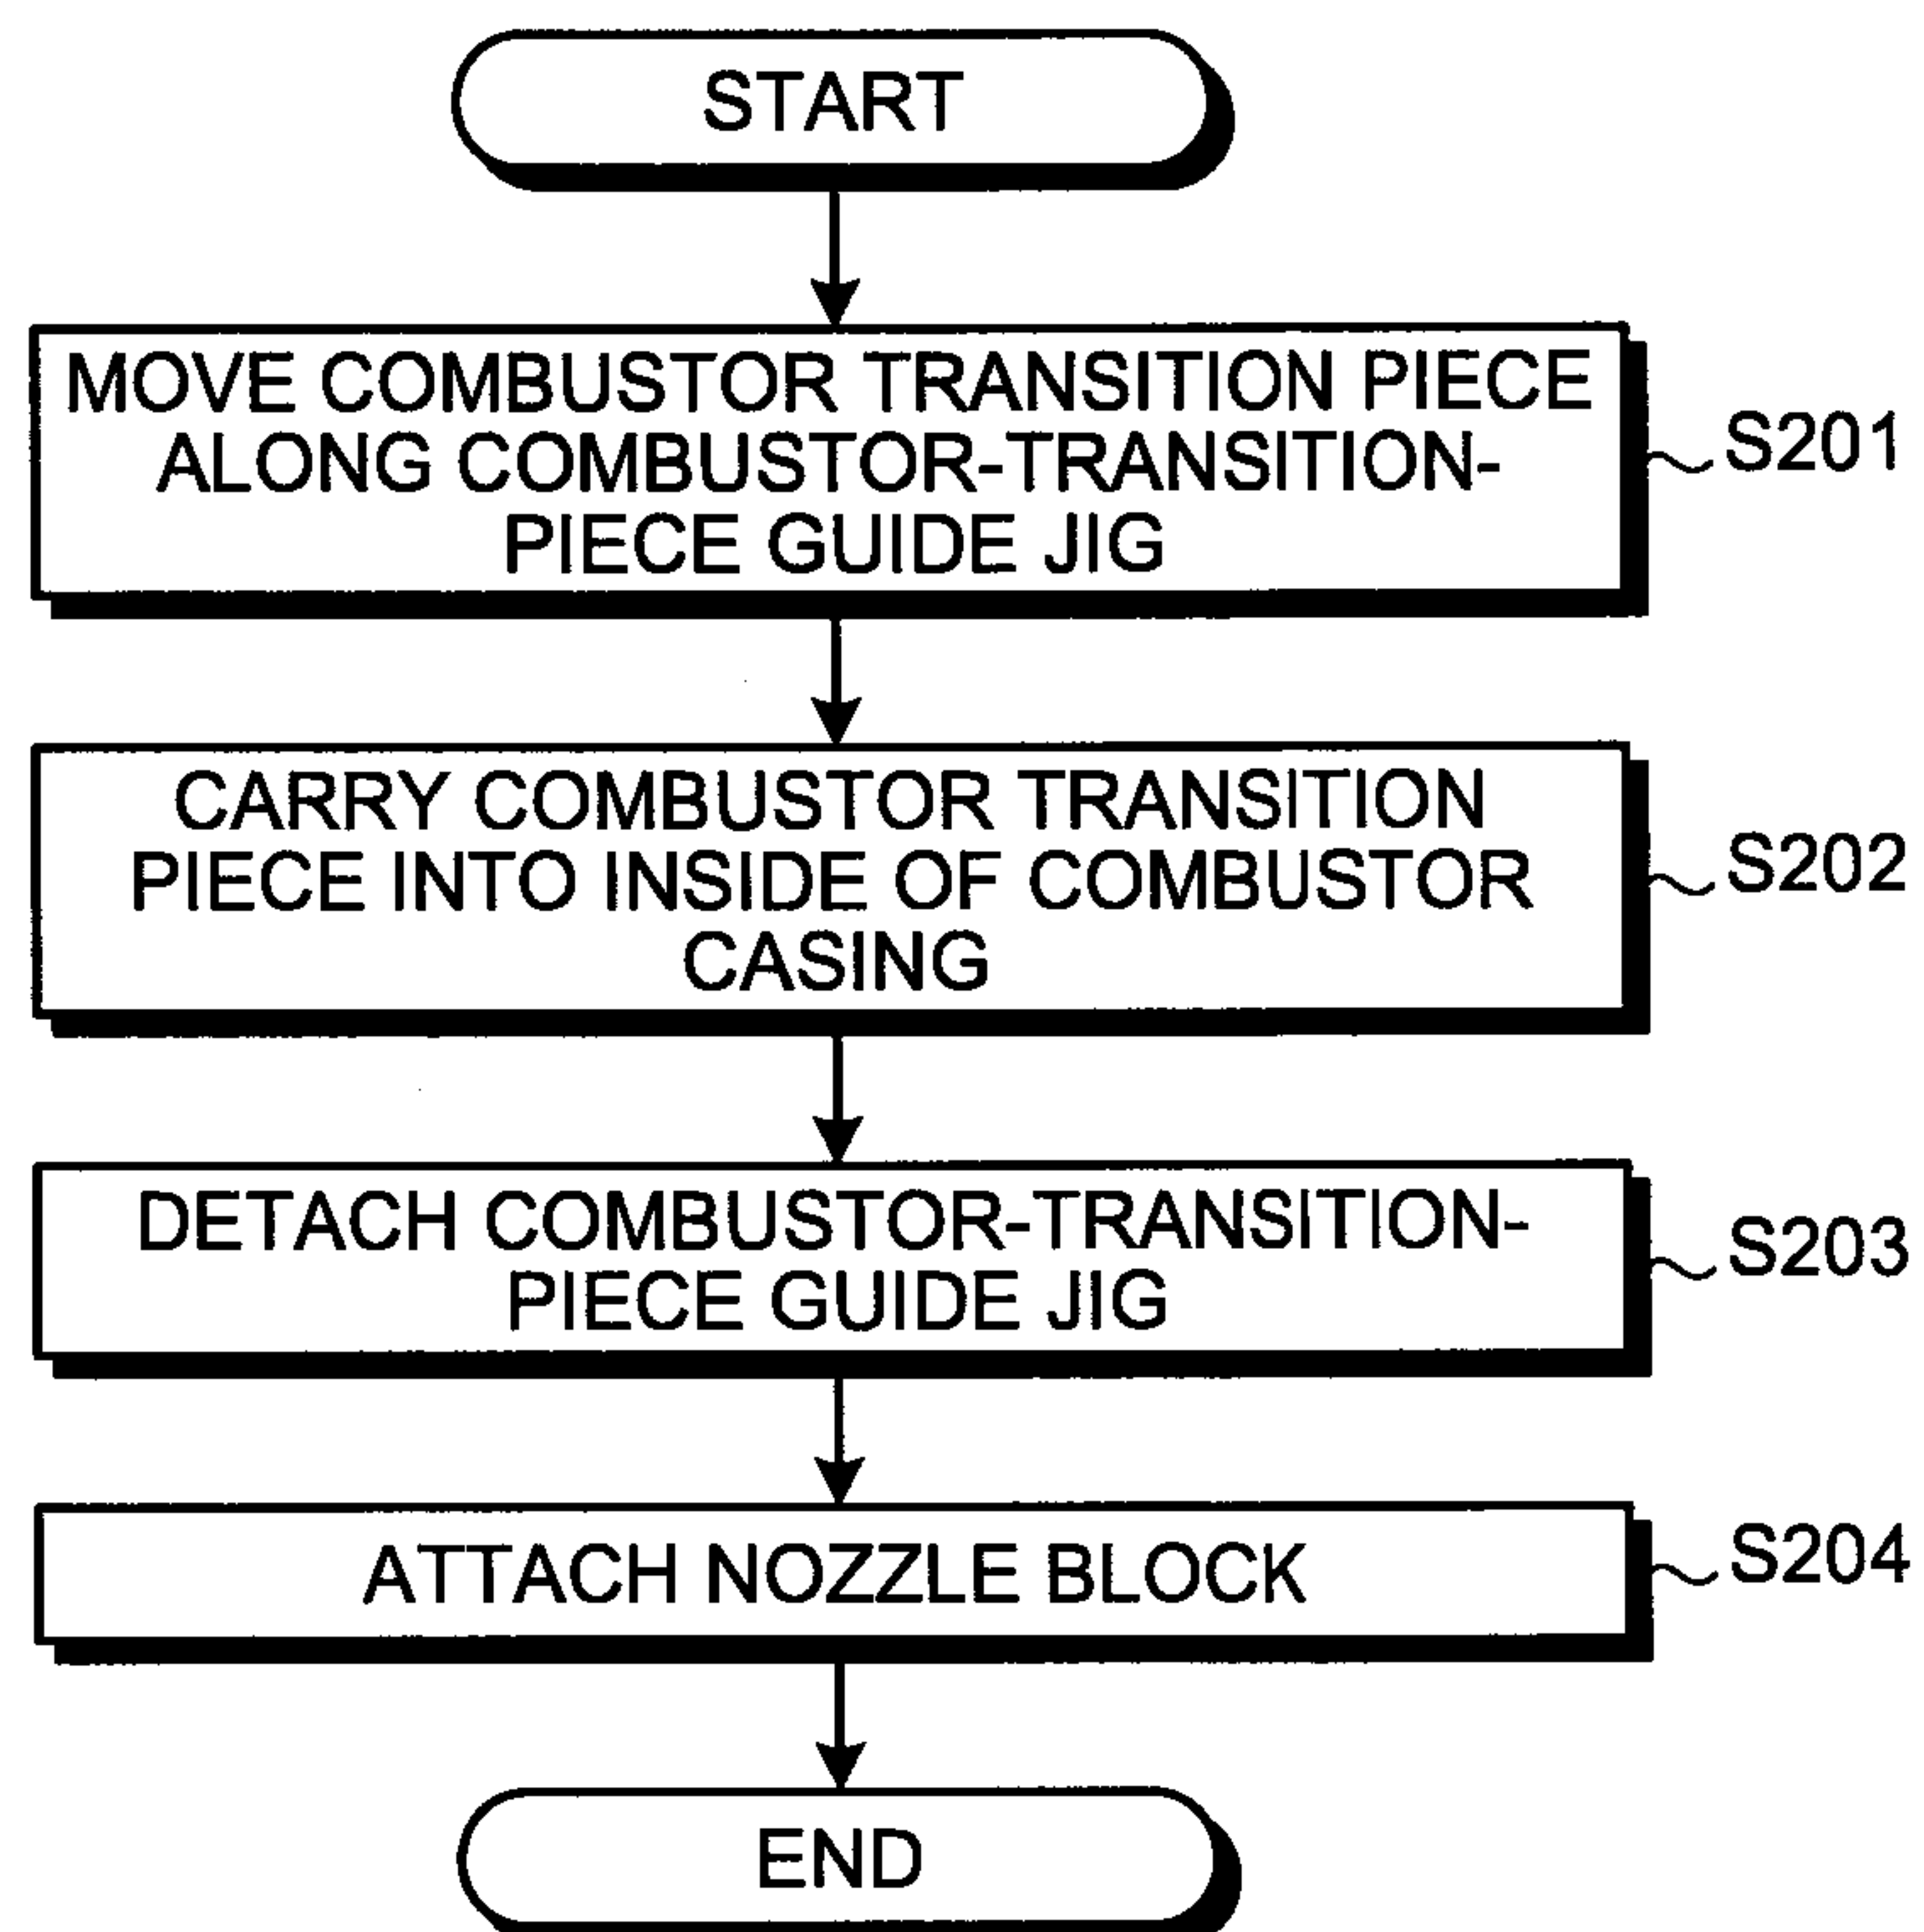 START
MOVE COMBUSTOR TRANSITION PIECE
ALONG COMBUSTOR-TRANSITION-
PIECE GUIDE JIG
S201
CARRY COMBUSTOR TRANSITION
PIECE INTO INSIDE OF COMBUSTOR
CASING
S202
DETACH COMBUSTOR-TRANSITION-
PIECE GUIDE JIG
S203
ATTACH NOZZLE BLOCK
S204
END